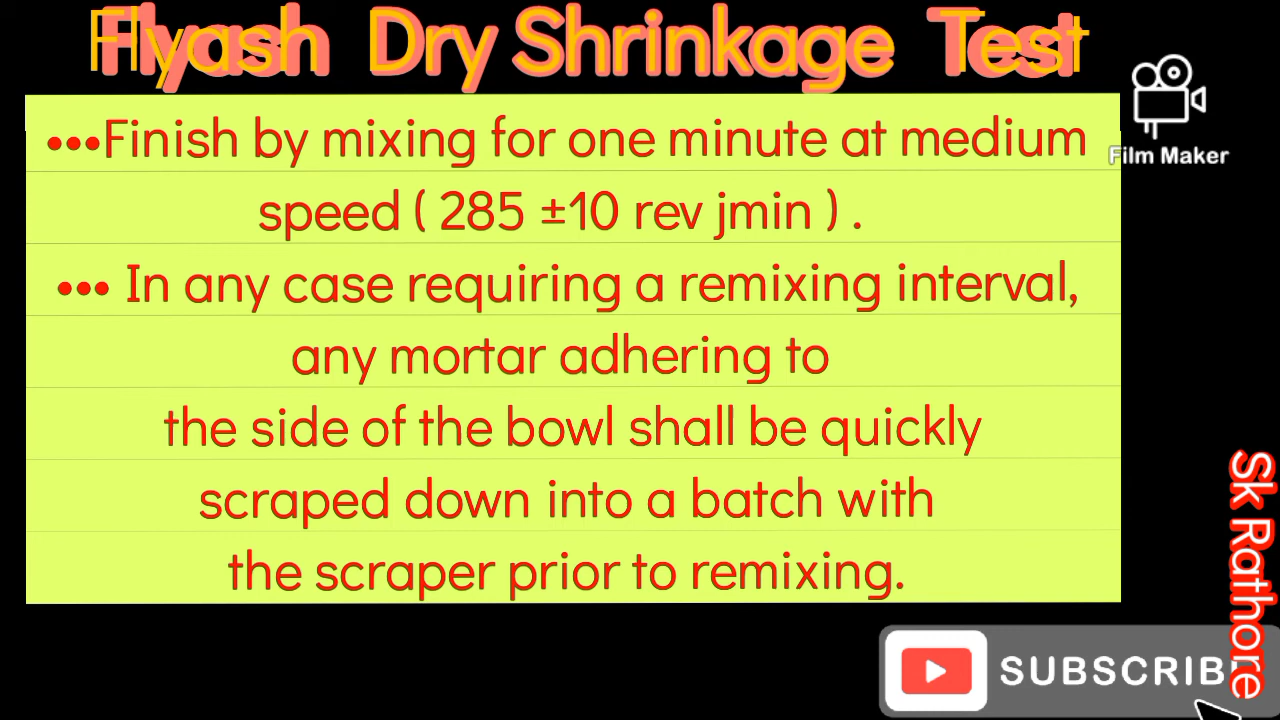 Flyash Dry Shrinkage Test
•••Finish by mixing for one minute at medium
speed ( 285 ±10 rev jmin ) .
••• In any case requiring a remixing interval,
any mortar adhering to
the side of the bowl shall be quickly
scraped down into a batch with
the scraper prior to remixing.
Film Maker
Sk Rathore
SUBSCRIBE